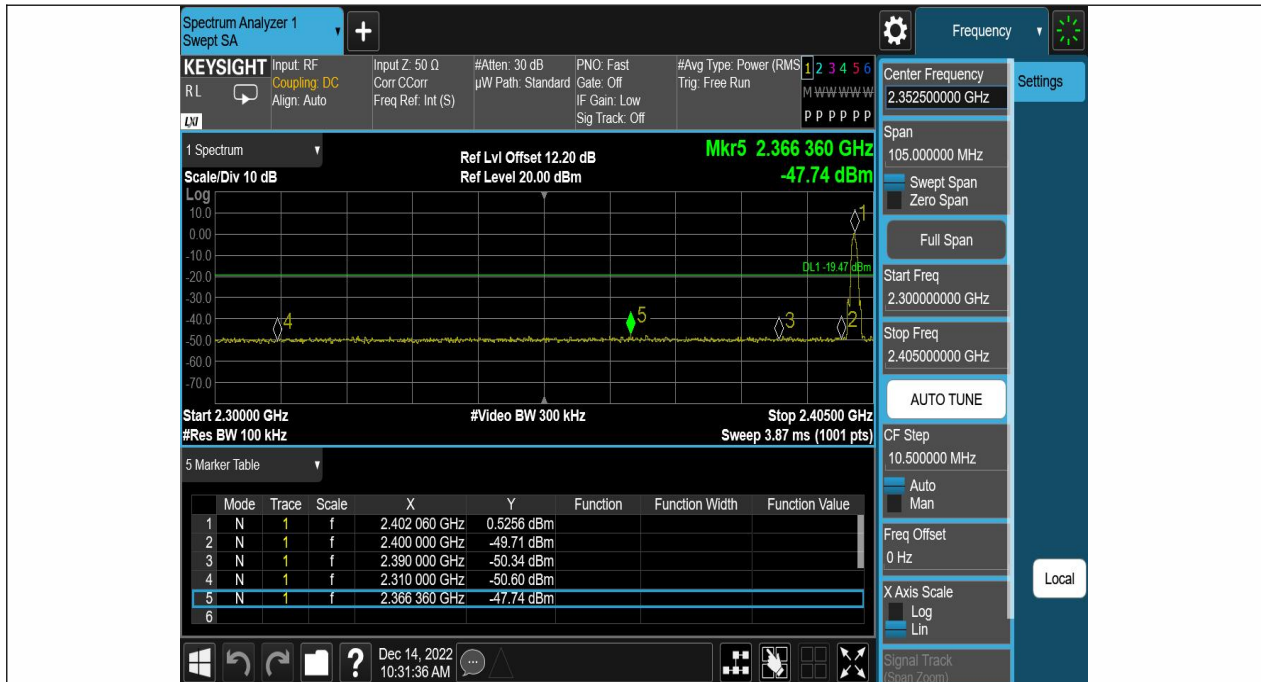 Spectrum Analyzer 1
Swept SA
+
Frequency
KEYSIGHT
RL
LXI
Input: RF
Coupling: DC
Align: Auto
Input Z: 50 Ω
Corr CCorr
Freq Ref: Int (S)
#Atten: 30 dB
µW Path: Standard
PNO: Fast
Gate: Off
IF Gain: Low
Sig Track: Off
#Avg Type: Power (RMS
Trig: Free Run
1 2 3 4 5 6
M W W W W W
P P P P P P
1 Spectrum
Scale/Div 10 dB
Ref Lvl Offset 12.20 dB
Ref Level 20.00 dBm
Mkr5 2.366 360 GHz
-47.74 dBm
Log
10.0
0.00
-10.0
-20.0
-30.0
-40.0
-50.0
-60.0
-70.0
1
DL1 -19.47 dBm
4
5
3
2
Start 2.30000 GHz
#Video BW 300 kHz
Stop 2.40500 GHz
#Res BW 100 kHz
Sweep 3.87 ms (1001 pts)
5 Marker Table
Mode Trace Scale X Y Function Function Width Function Value
1 N 1 f 2.402 060 GHz 0.5256 dBm
2 N 1 f 2.400 000 GHz -49.71 dBm
3 N 1 f 2.390 000 GHz -50.34 dBm
4 N 1 f 2.310 000 GHz -50.60 dBm
5 N 1 f 2.366 360 GHz -47.74 dBm
6
?
Dec 14, 2022
10:31:36 AM
Center Frequency
2.352500000 GHz
Settings
Span
105.000000 MHz
Swept Span
Zero Span
Full Span
Start Freq
2.300000000 GHz
Stop Freq
2.405000000 GHz
AUTO TUNE
CF Step
10.500000 MHz
Auto
Man
Freq Offset
0 Hz
Local
X Axis Scale
Log
Lin
Signal Track
(Span Zoom)